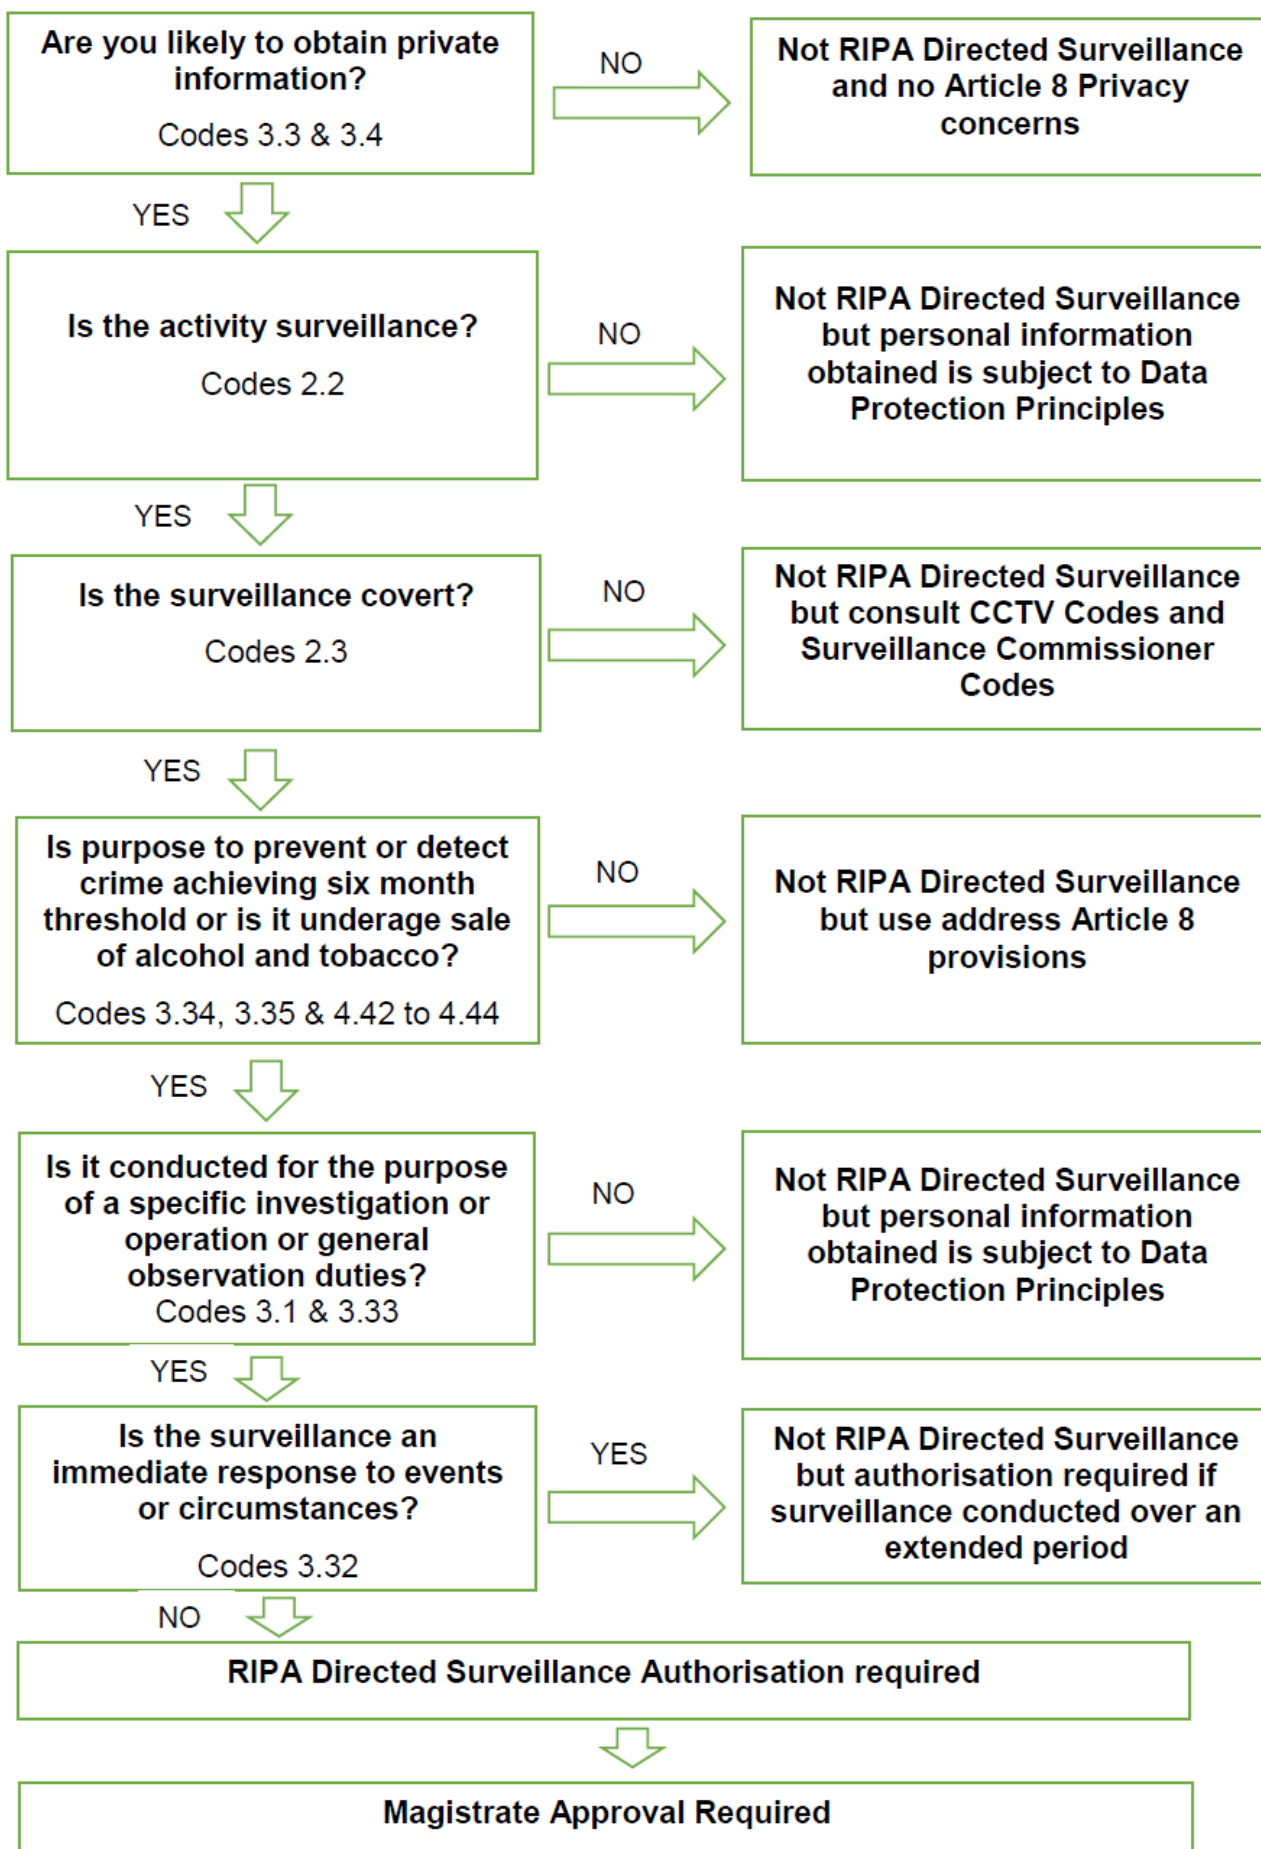 Are you likely to obtain private
information?
Codes 3.3 & 3.4
NO
Not RIPA Directed Surveillance
and no Article 8 Privacy
concerns
YES
Is the activity surveillance?
Codes 2.2
NO
Not RIPA Directed Surveillance
but personal information
obtained is subject to Data
Protection Principles
YES
Is the surveillance covert?
Codes 2.3
NO
Not RIPA Directed Surveillance
but consult CCTV Codes and
Surveillance Commissioner
Codes
YES
Is purpose to prevent or detect
crime achieving six month
threshold or is it underage sale
of alcohol and tobacco?
Codes 3.34, 3.35 & 4.42 to 4.44
NO
Not RIPA Directed Surveillance
but use address Article 8
provisions
YES
Is it conducted for the purpose
of a specific investigation or
operation or general
observation duties?
Codes 3.1 & 3.33
NO
Not RIPA Directed Surveillance
but personal information
obtained is subject to Data
Protection Principles
YES
Is the surveillance an
immediate response to events
or circumstances?
Codes 3.32
YES
Not RIPA Directed Surveillance
but authorisation required if
surveillance conducted over an
extended period
NO
RIPA Directed Surveillance Authorisation required
Magistrate Approval Required